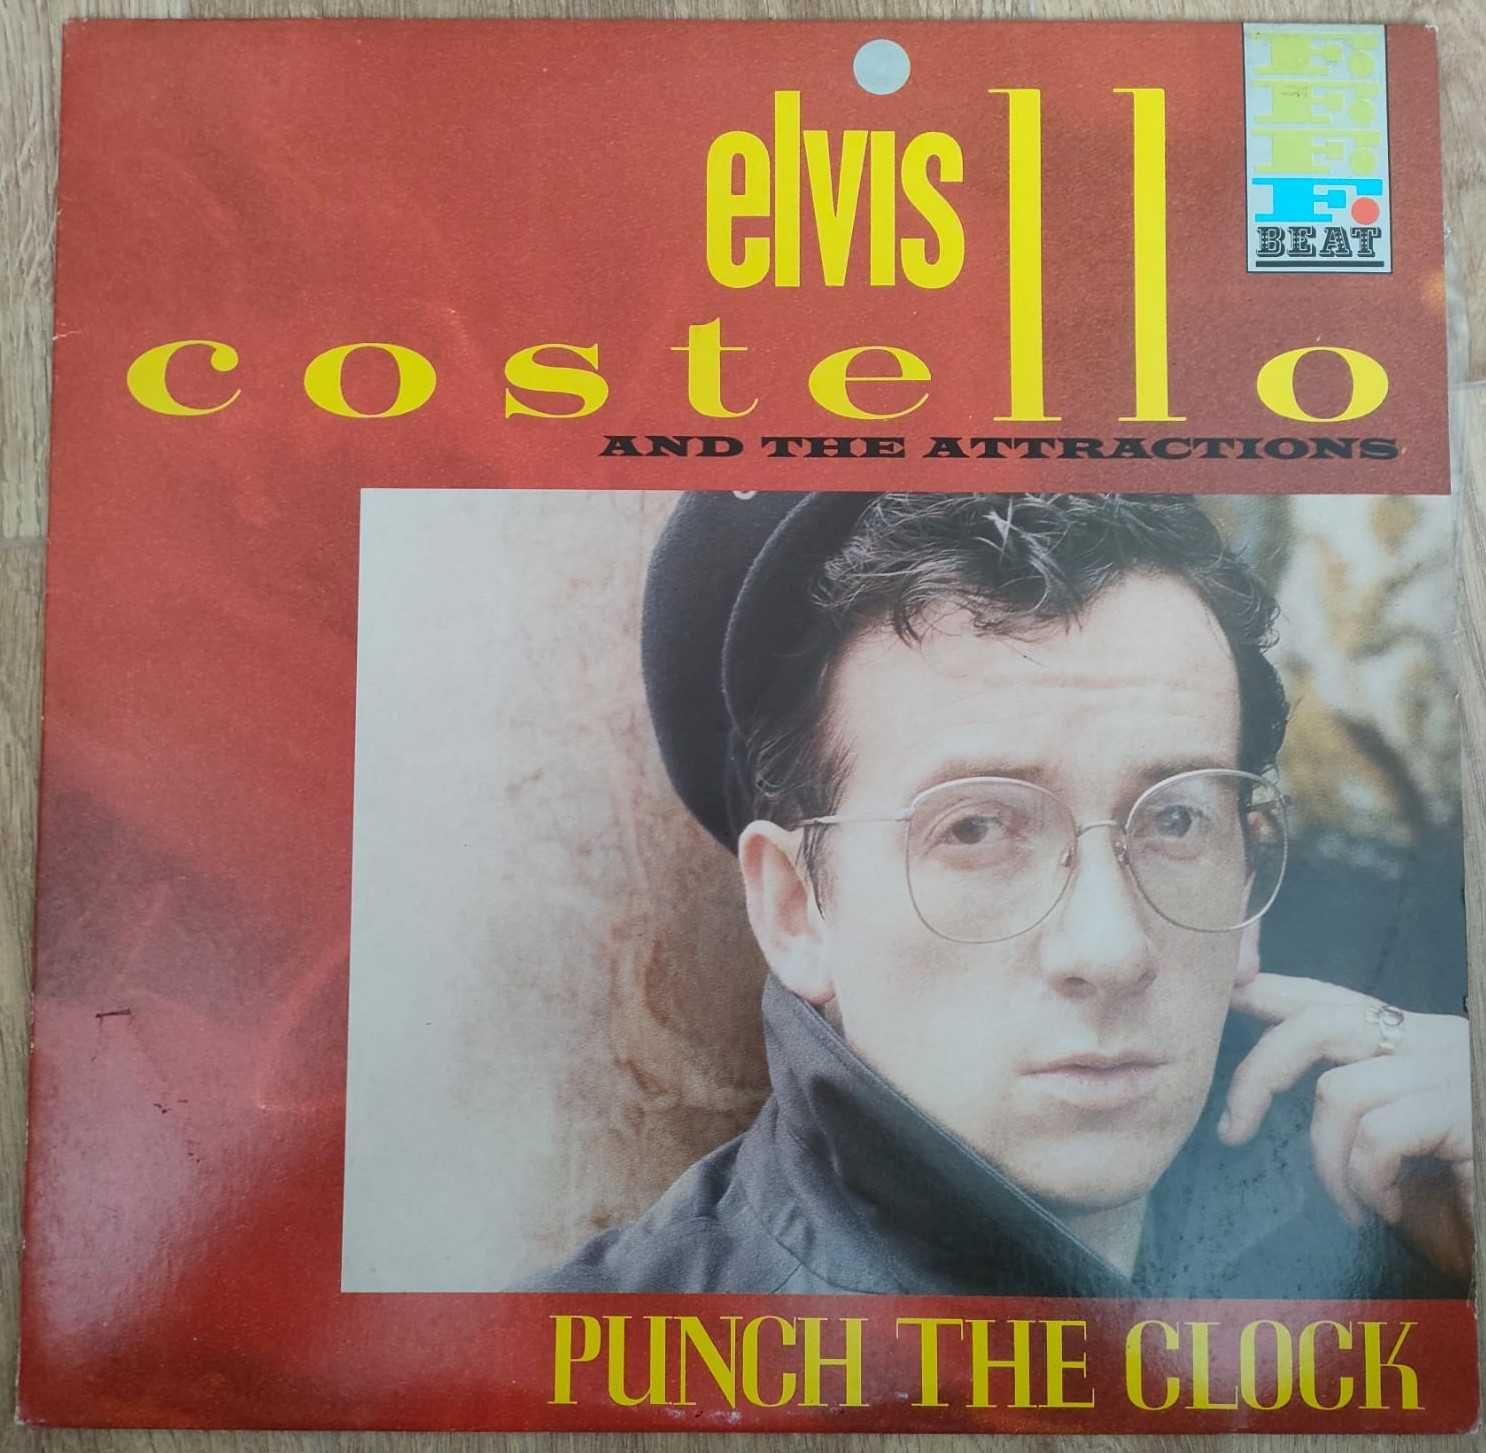 elvis
costello
AND THE ATTRACTIONS
F.
F.
F.
F.
BEAT
PUNCH THE CLOCK